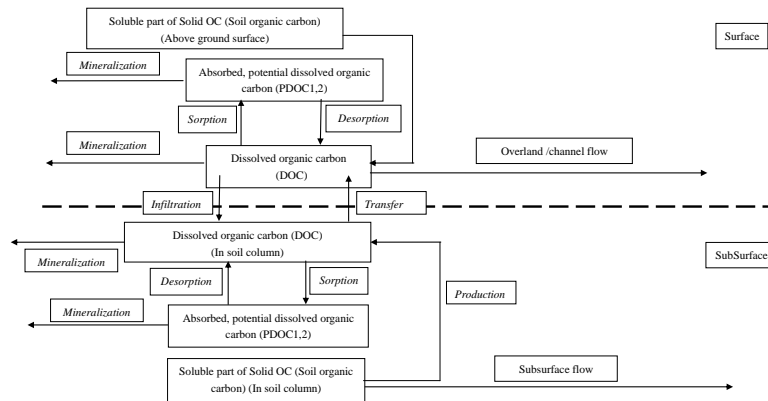 Soluble part of Solid OC (Soil organic carbon)
(Above ground surface)
Surface
Mineralization
Absorbed, potential dissolved organic
carbon (PDOC1,2)
Sorption
Desorption
Mineralization
Dissolved organic carbon
(DOC)
Overland /channel flow
Infiltration
Transfer
Dissolved organic carbon (DOC)
(In soil column)
SubSurface
Mineralization
Desorption
Sorption
Production
Mineralization
Absorbed, potential dissolved organic
carbon (PDOC1,2)
Soluble part of Solid OC (Soil organic
carbon) (In soil column)
Subsurface flow